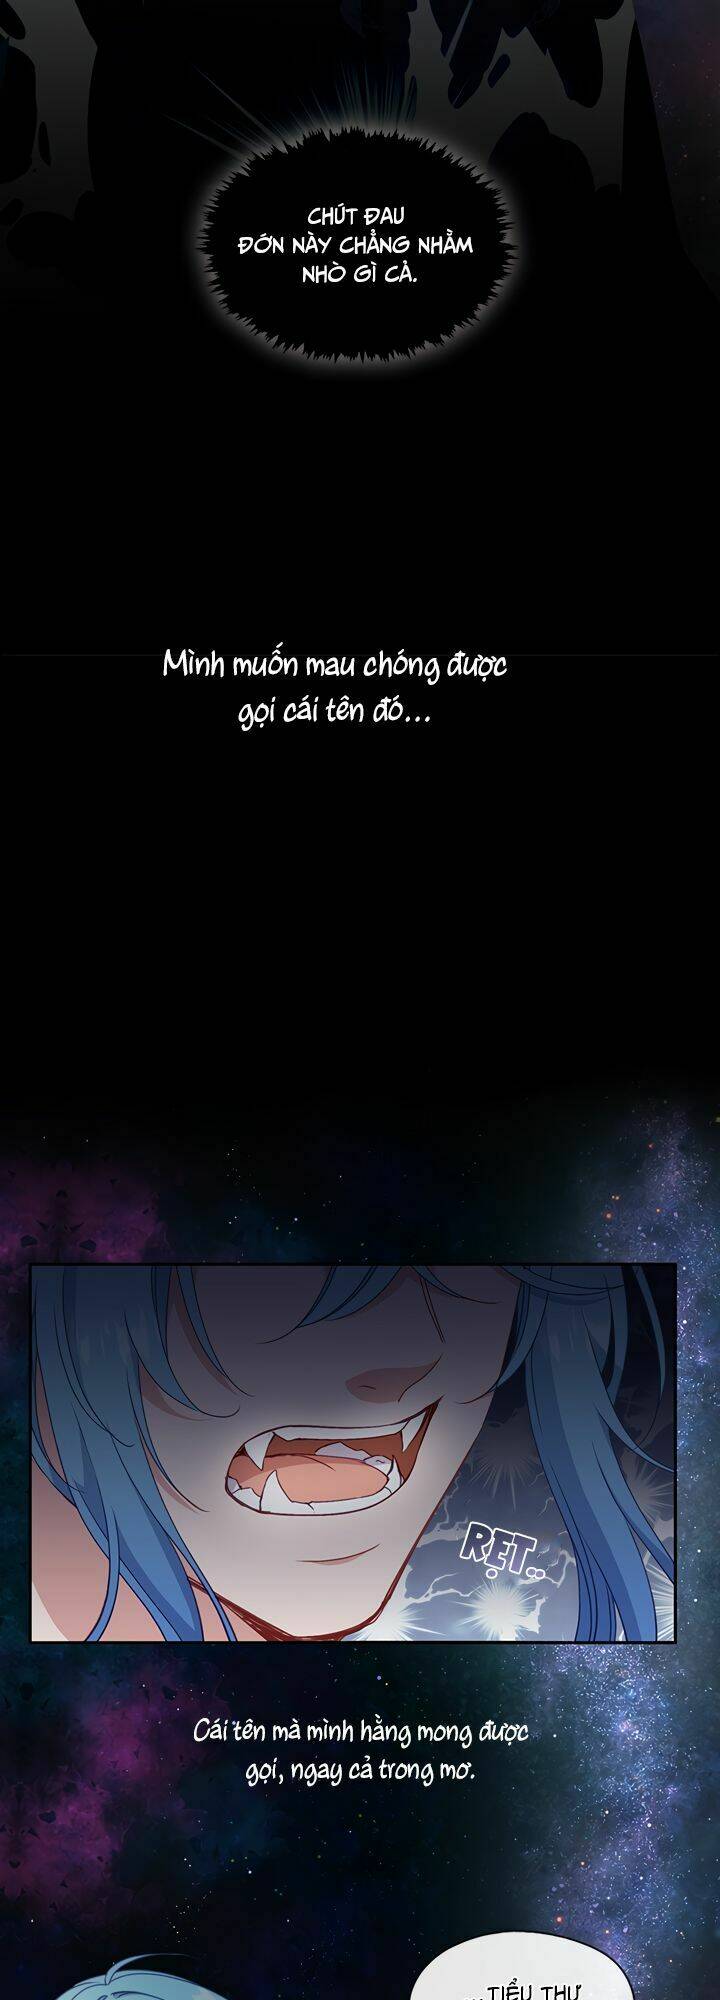 CHÚT ĐAU
ĐỚN NÀY CHẲNG NHẰM
NHÒ GÌ CẢ.
Mình muốn mau chóng được
gọi cái tên đó...
RẸT..
Cái tên mà mình hằng mong được
gọi, ngay cả trong mơ.
...TIỂU THƯ